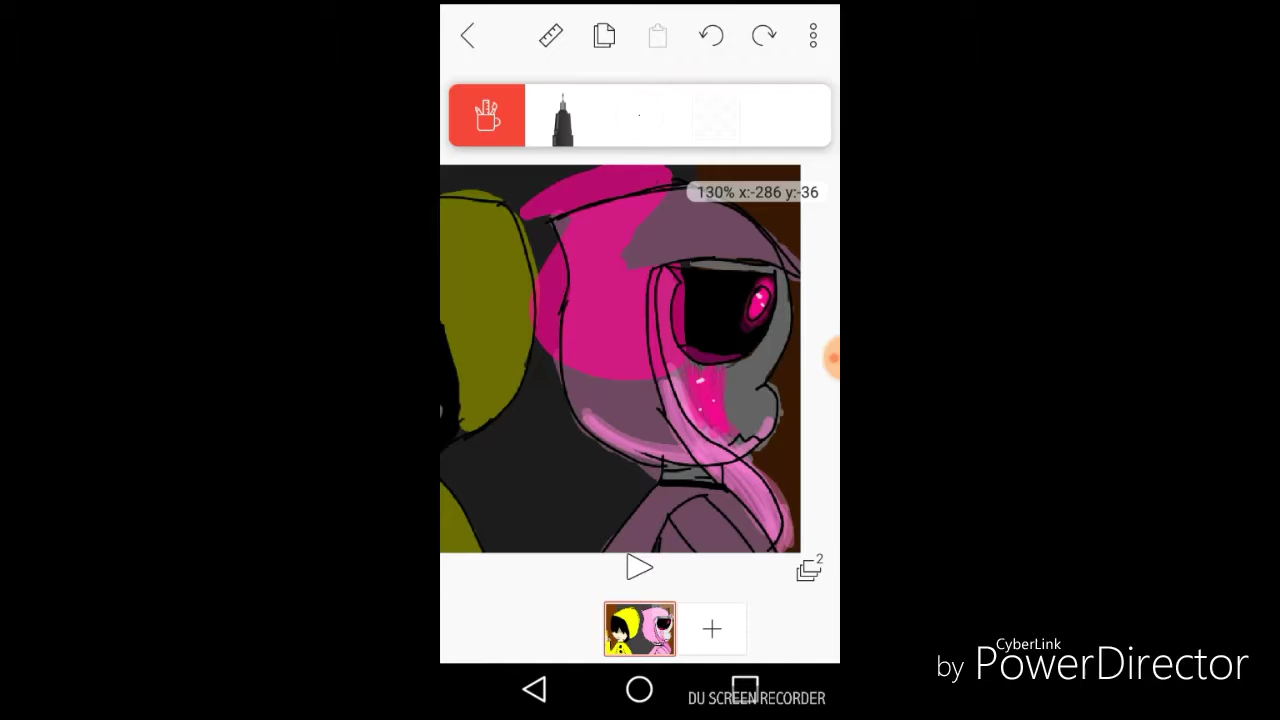 130% x:-286 y:-36
2
CyberLink
by PowerDirector
DU SCREEN RECORDER